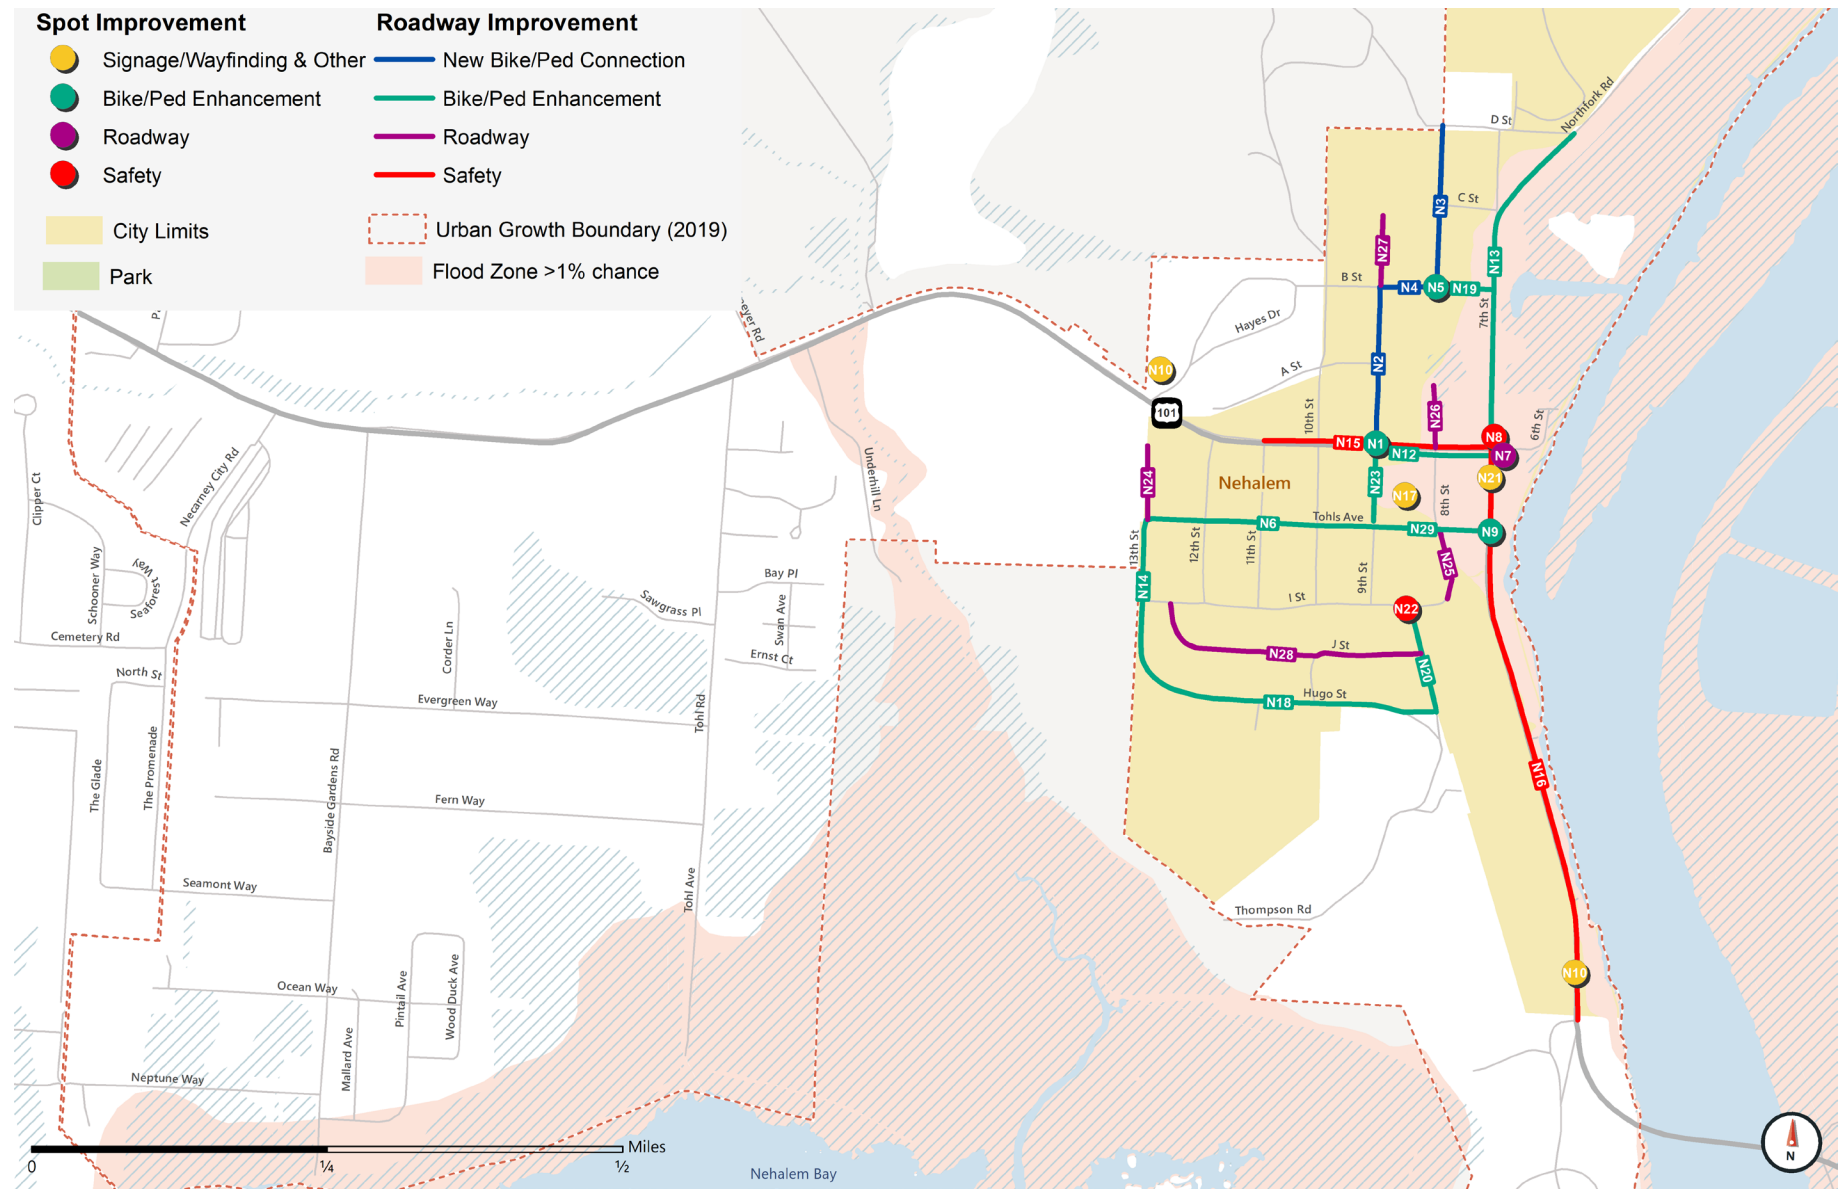 Spot Improvement
Signage/Wayfinding & Other
Bike/Ped Enhancement
Roadway
Safety
City Limits
Park
Roadway Improvement
New Bike/Ped Connection
Bike/Ped Enhancement
Roadway
Safety
Urban Growth Boundary (2019)
Flood Zone >1% chance
D St
Northfork Rd
C St
N3
N27
N13
B St
N4
N5
N19
7th St
Hayes Dr
A St
N2
N10
101
10th St
N26
6th St
N15
N1
N12
N8
N7
N21
Nehalem
N24
N23
N17
8th St
Tohls Ave
N6
N29
N9
13th St
12th St
11th St
9th St
N25
N14
I St
N22
J St
N28
N20
Hugo St
N18
N16
Thompson Rd
N10
Underhill Ln
Necarney City Rd
Clipper Ct
Schooner Way
Seaforest Way
Cemetery Rd
North St
The Glade
The Promenade
Corder Ln
Sawgrass Pl
Bay Pl
Swan Ave
Ernst Ct
Evergreen Way
Tohl Rd
Bayside Gardens Rd
Fern Way
Seamont Way
Tohl Ave
Ocean Way
Pintail Ave
Wood Duck Ave
Mallard Ave
Neptune Way
0
1/4
1/2
Miles
Nehalem Bay
N